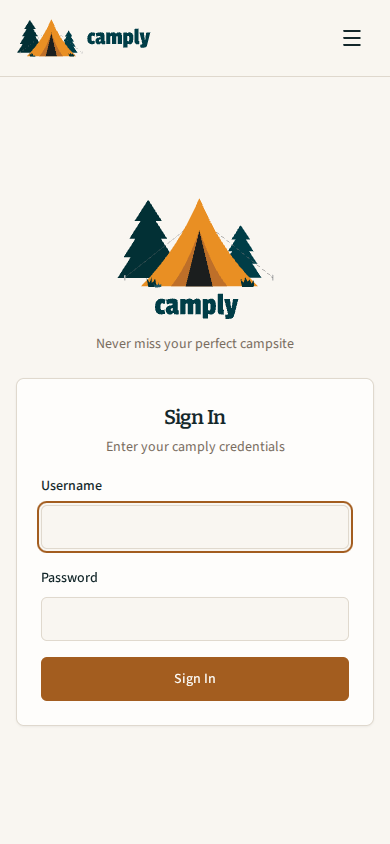 camply
camply
Never miss your perfect campsite
Sign In
Enter your camply credentials
Username
Password
Sign In